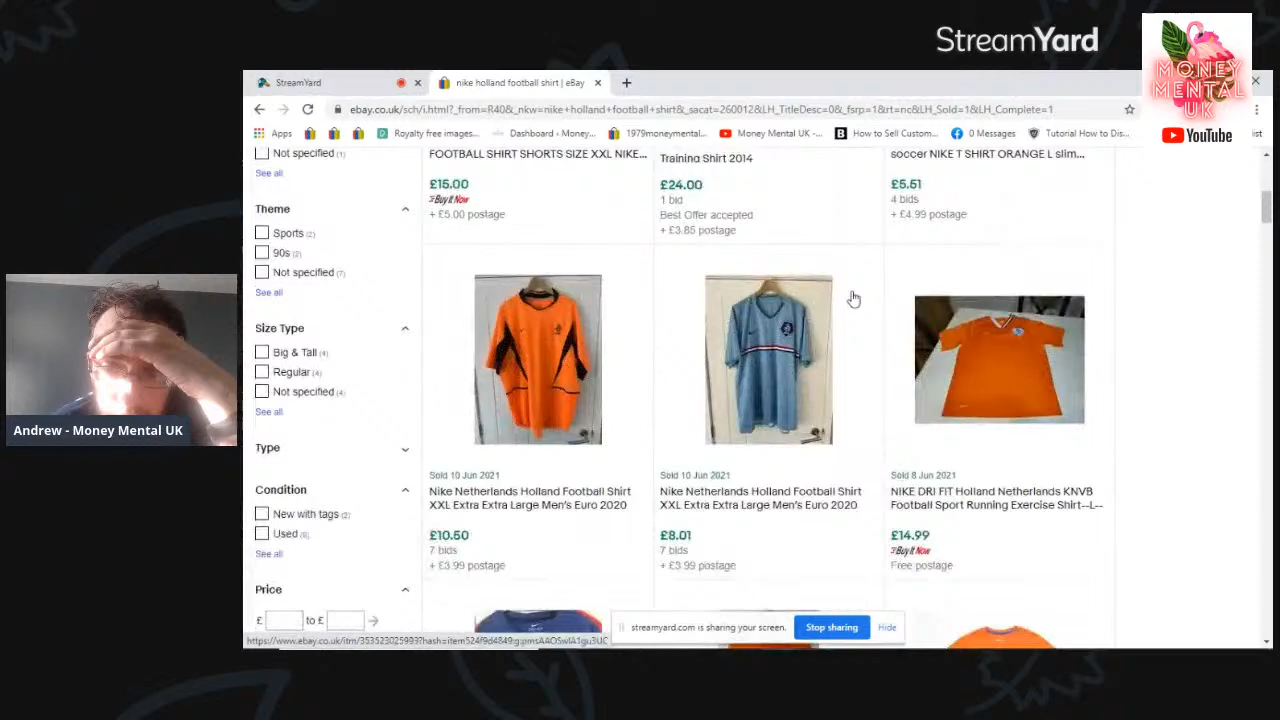 StreamYard
MONEY
MENTAL
UK
YouTube
StreamYard
nike holland football shirt | eBay
ebay.co.uk/sch/i.html?_from=R40&_nkw=nike+holland+football+shirt&_sacat=260012&LH_TitleDesc=0&_fsrp=1&rt=nc&LH_Sold=1&LH_Complete=1
Apps
Royalty free images...
Dashboard ‹ Money...
1979moneymental...
Money Mental UK -...
How to Sell Custom...
0 Messages
Tutorial How to Dis...
list
Not specified (1)
See all
Theme
Sports (2)
90s (2)
Not specified (7)
See all
Size Type
Big & Tall (4)
Regular (4)
Not specified (4)
See all
Type
Condition
New with tags (2)
See all
Price
£ to £
FOOTBALL SHIRT SHORTS SIZE XXL NIKE...
£15.00
Buy It Now
+ £5.00 postage
Training Shirt 2014
£24.00
1 bid
Best Offer accepted
+ £3.85 postage
soccer NIKE T SHIRT ORANGE L slim...
£5.51
4 bids
+ £4.99 postage
Sold 10 Jun 2021
Nike Netherlands Holland Football Shirt
XXL Extra Extra Large Men's Euro 2020
£10.50
7 bids
+ £3.99 postage
Sold 10 Jun 2021
Nike Netherlands Holland Football Shirt
XXL Extra Extra Large Men's Euro 2020
£8.01
7 bids
+ £3.99 postage
Sold 8 Jun 2021
NIKE DRI FIT Holland Netherlands KNVB
Football Sport Running Exercise Shirt--L--
£14.99
Buy It Now
Free postage
streamyard.com is sharing your screen.
Stop sharing
Hide
Andrew - Money Mental UK